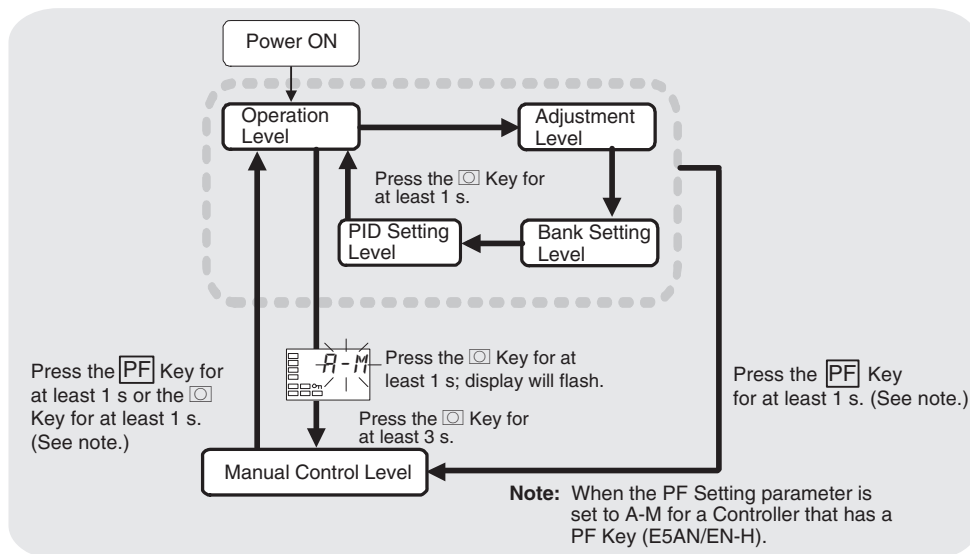 Power ON
Operation
Level
Adjustment
Level
Press the Key for
at least 1 s.
PID Setting
Level
Bank Setting
Level
A-M
Press the Key for at
least 1 s; display will flash.
Press the PF Key for
at least 1 s or the
Key for at least 1 s.
(See note.)
Press the PF Key
for at least 1 s. (See note.)
Press the Key for
at least 3 s.
Manual Control Level
Note: When the PF Setting parameter is
set to A-M for a Controller that has a
PF Key (E5AN/EN-H).